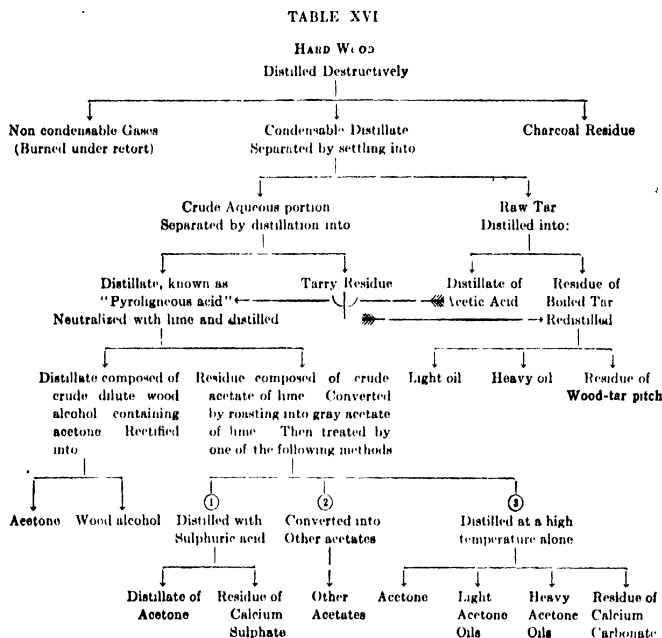 TABLE XVI
HARD WOOD
Distilled Destructively
Non condensable Gases
(Burned under retort)
Condensable Distillate
Separated by settling into
Charcoal Residue
Crude Aqueous portion
Separated by distillation into
Raw Tar
Distilled into:
Distillate, known as
"Pyroligneous acid"
Neutralized with lime and distilled
Tarry Residue
Distillate of
Acetic Acid
Residue of
Boiled Tar
Redistilled
Distillate composed of
crude dilute wood
alcohol containing
acetone Rectified
into
Residue composed of crude
acetate of lime Converted
by roasting into gray acetate
of lime Then treated by
one of the following methods
Light oil
Heavy oil
Residue of
Wood-tar pitch
Acetone
Wood alcohol
1
Distilled with
Sulphuric acid
2
Converted into
Other acetates
3
Distilled at a high
temperature alone
Distillate of
Acetone
Residue of
Calcium
Sulphate
Other
Acetates
Acetone
Light
Acetone
Oils
Heavy
Acetone
Oils
Residue of
Calcium
Carbonate